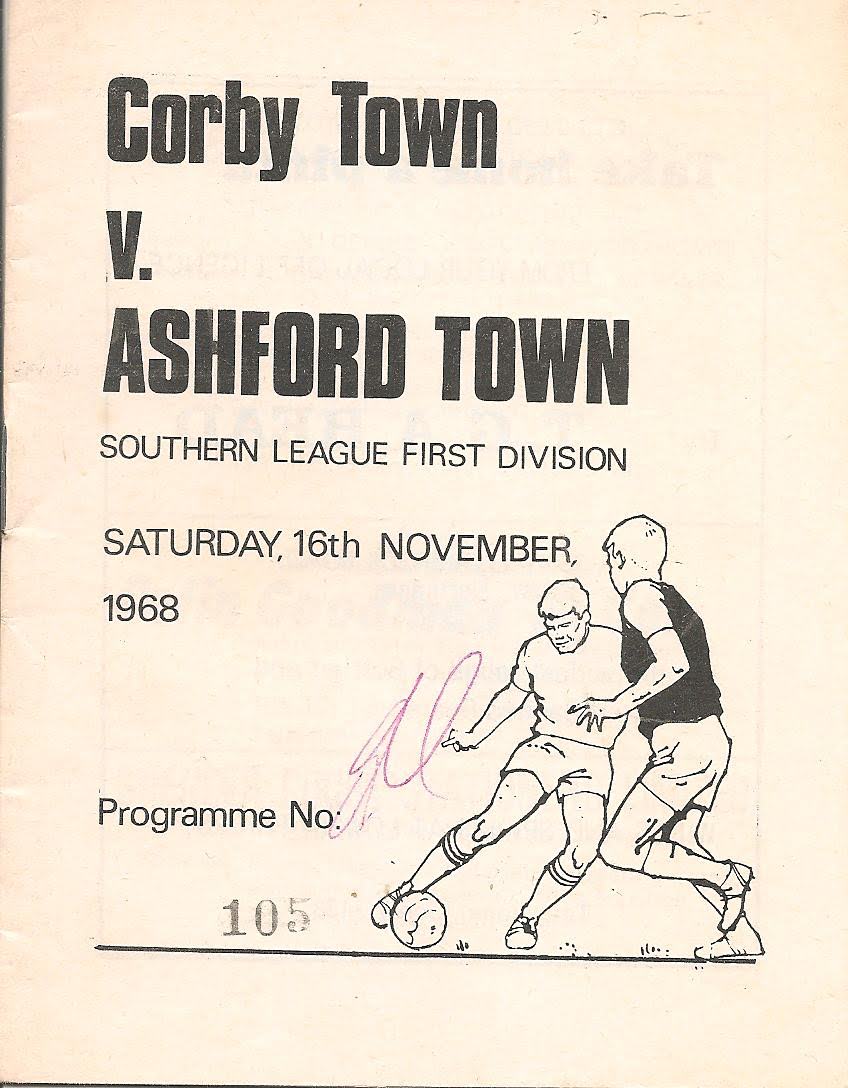 Corby Town
v.
ASHFORD TOWN
SOUTHERN LEAGUE FIRST DIVISION
SATURDAY, 16th NOVEMBER,
1968
Programme No:
105